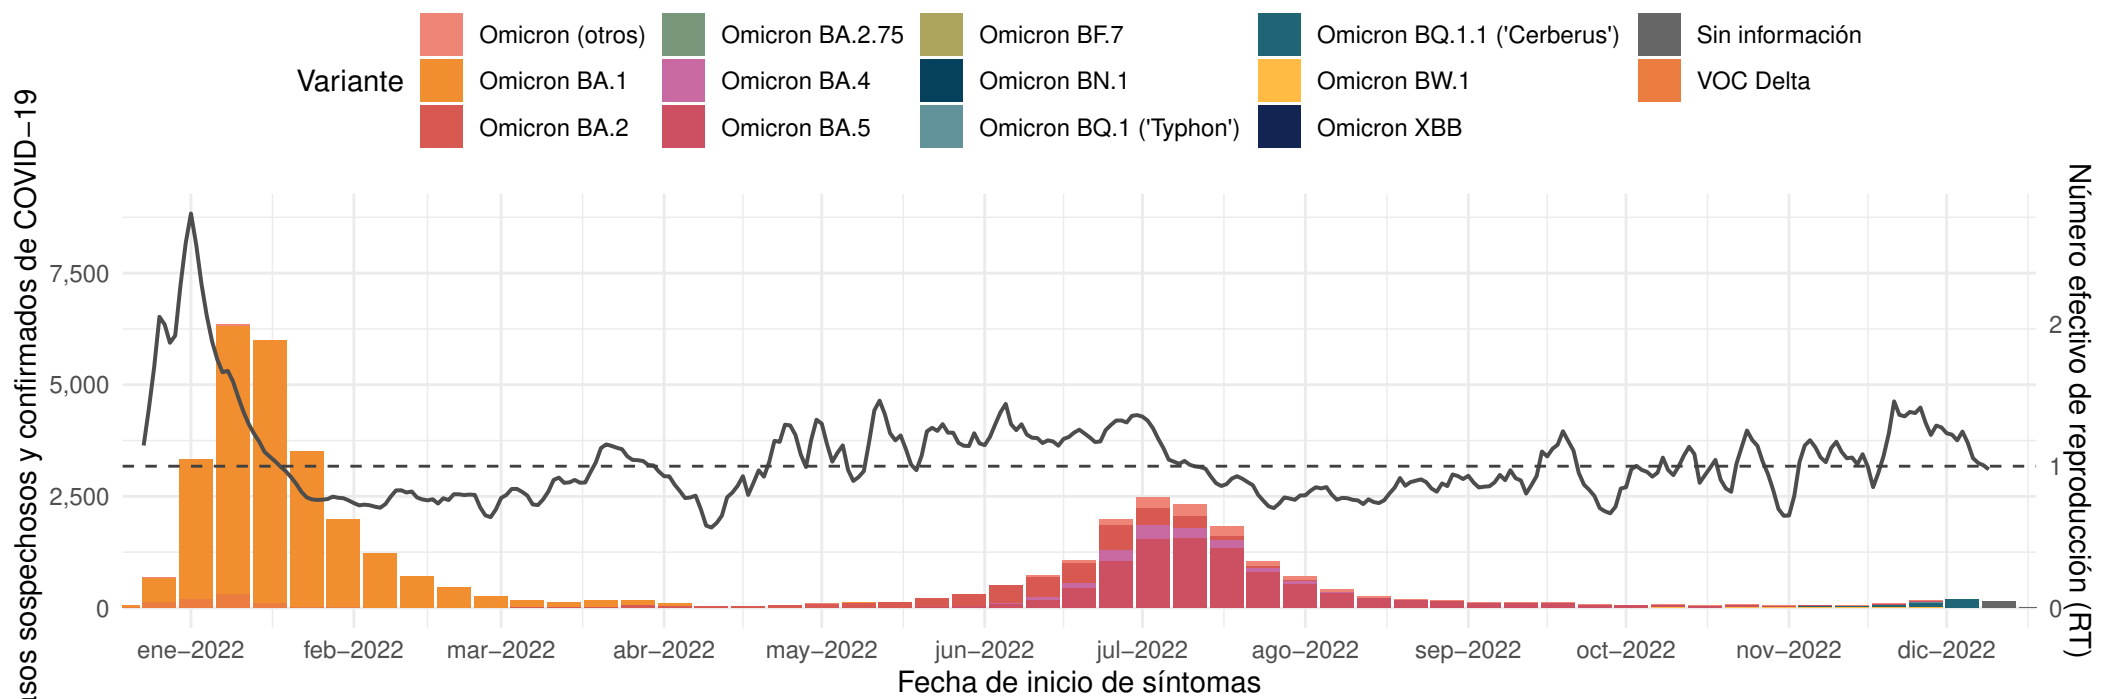 Variante
Omicron (otros)
Omicron BA.1
Omicron BA.2
Omicron BA.2.75
Omicron BA.4
Omicron BA.5
Omicron BF.7
Omicron BN.1
Omicron BQ.1 ('Typhon')
Omicron BQ.1.1 ('Cerberus')
Omicron BW.1
Omicron XBB
Sin información
VOC Delta
sospechosos y confirmados de COVID−19
7,500
5,000
2,500
0
2
1
0
Número efectivo de reproducción (RT)
ene−2022
feb−2022
mar−2022
abr−2022
may−2022
jun−2022
jul−2022
ago−2022
sep−2022
oct−2022
nov−2022
dic−2022
Fecha de inicio de síntomas